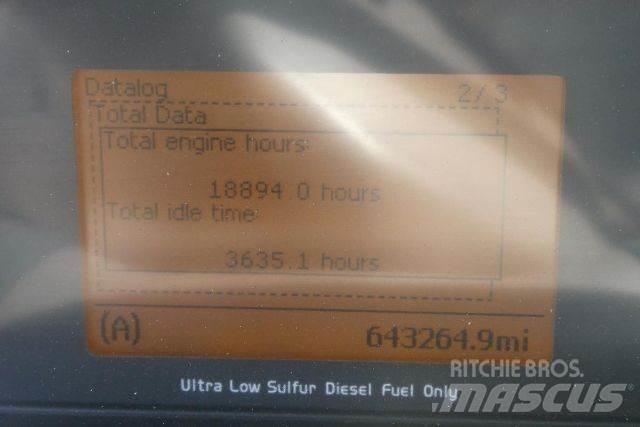 Datalog 2/3
Total Data
Total engine hours:
18894.0 hours
Total idle time:
3635.1 hours
(A) 643264.9mi
Ultra Low Sulfur Diesel Fuel Only
RITCHIE BROS.
MASCUS